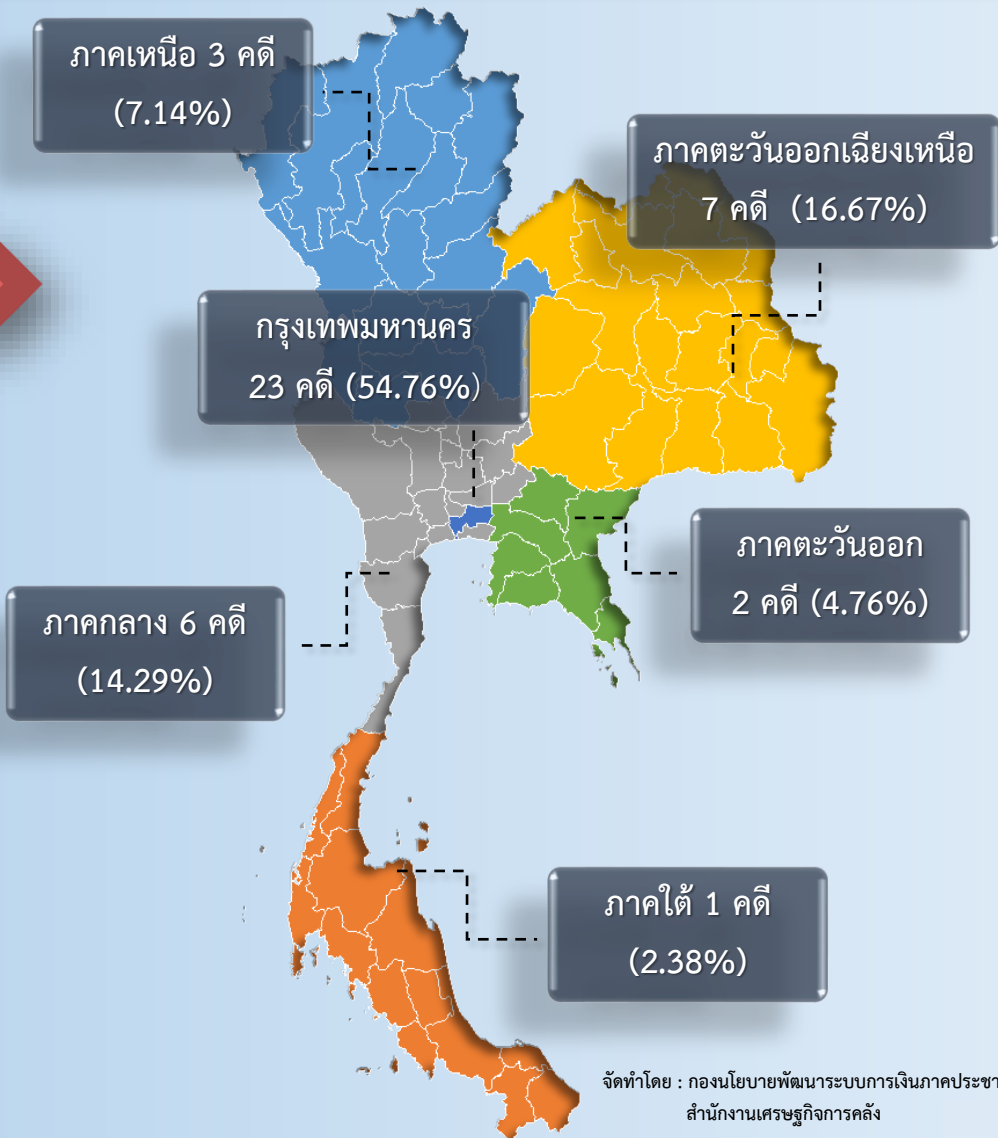 ภาคเหนือ 3 คดี
(7.14%)
ภาคตะวันออกเฉียงเหนือ
7 คดี (16.67%)
กรุงเทพมหานคร
23 คดี (54.76%)
ภาคตะวันออก
2 คดี (4.76%)
ภาคกลาง 6 คดี
(14.29%)
ภาคใต้ 1 คดี
(2.38%)
จัดทำโดย : กองนโยบายพัฒนาระบบการเงินภาคประชา
สำนักงานเศรษฐกิจการคลัง